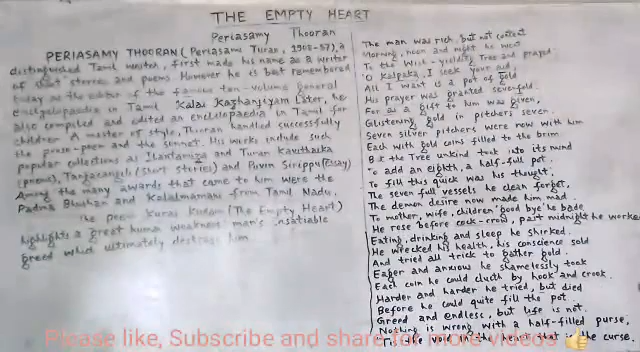 THE EMPTY HEART
Periasamy Thooran
PERIASAMY THOORAN (Periasami Turan, 1908-87), a
distinguished Tamil writer, first made his name as a writer
of short stories and poems. However he is best remembered
today as the editor of the famous ten-volume general
encyclopaedia in Tamil Kalai Kazhanjiyam Later, he
also compiled and edited an encyclopaedia in Tamil for
children. A master of style, Thooran handled successfully
the prose-poem and the sonnet. His works include such
popular collections as Ilantamiza and Turan Kavithaika
(poems), Tangacangili (short stories) and Puvin Sirippu (Essay)
Among the many awards that came to him were the
Padma Bhushan and Kalaimamani from Tamil Nadu,
The poem Kurai Kudam (The Empty Heart)
highlights a great human weakness man's insatiable
greed which ultimately destroys him
The man was rich, but not content
Morning, noon and night he went
To the Wish-yielding Tree and prayed:
'O Kalpaka, I seek your aid,
All I want is a pot of gold
His prayer was granted sevenfold.
For as a gift to him was given,
Glistening gold in pitchers seven.
Seven silver pitchers were now with him
Each with gold coins filled to the brim.
But the Tree unkind took into its mind
To add an eighth, a half-full pot.
To fill this quick was his thought,
The seven full vessels he clean forgot,
The demon desire now made him mad.
To mother, wife, children 'good bye' he bade
He rose before cock-crow, past midnight he worke
Eating, drinking and sleep he shirked.
He wrecked his health, his conscience sold
And tried all trick to gather gold.
Eager and anxious he shamelessly took
Each coin he could clutch by hook and crook.
Harder and harder he tried, but died
Before he could quite fill the pot.
Greed and endless, but life is not.
Nothing is wrong with a half-filled purse,
void in the heart that is the curse.
Please like, Subscribe and share for more videos 👍